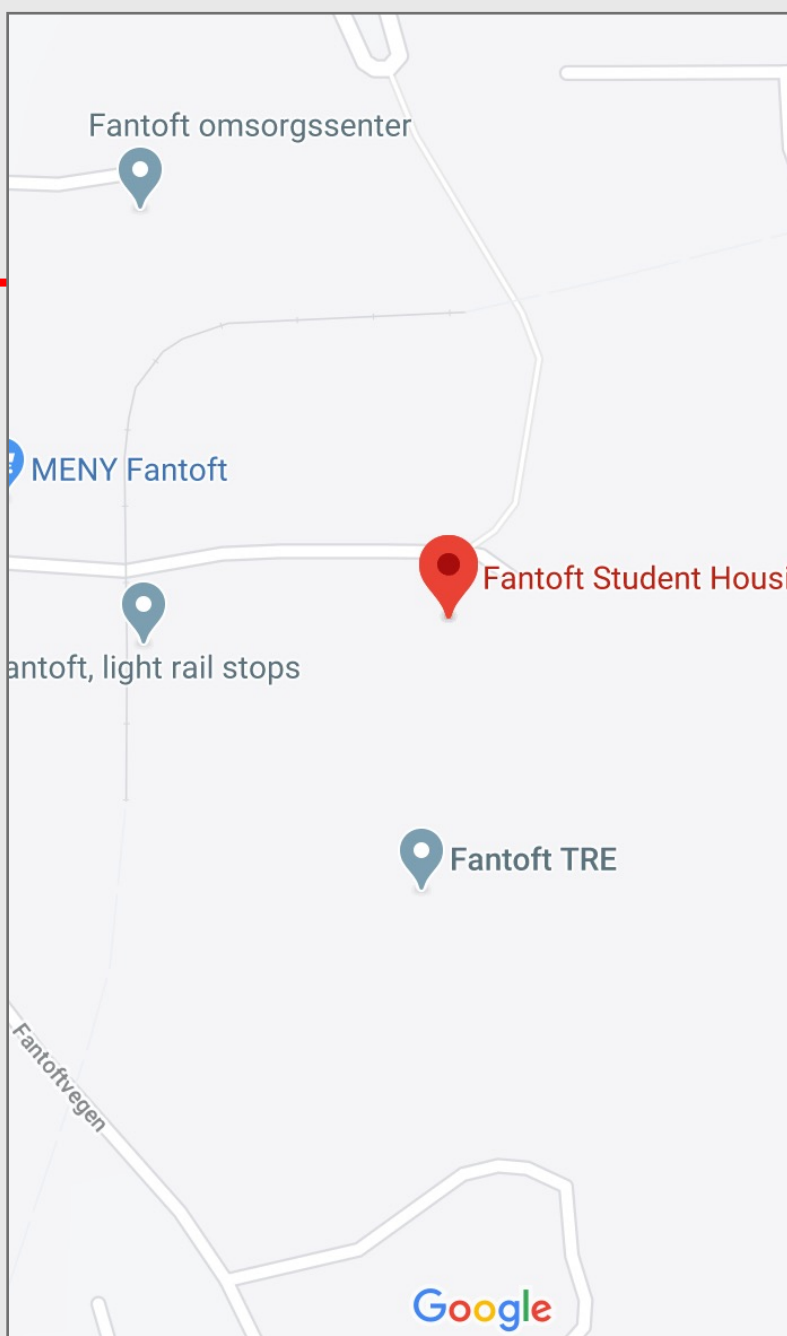 Fantoft omsorgssenter
MENY Fantoft
Fantoft Student Housi
antoft, light rail stops
Fantoft TRE
Fantoftvegen
Google